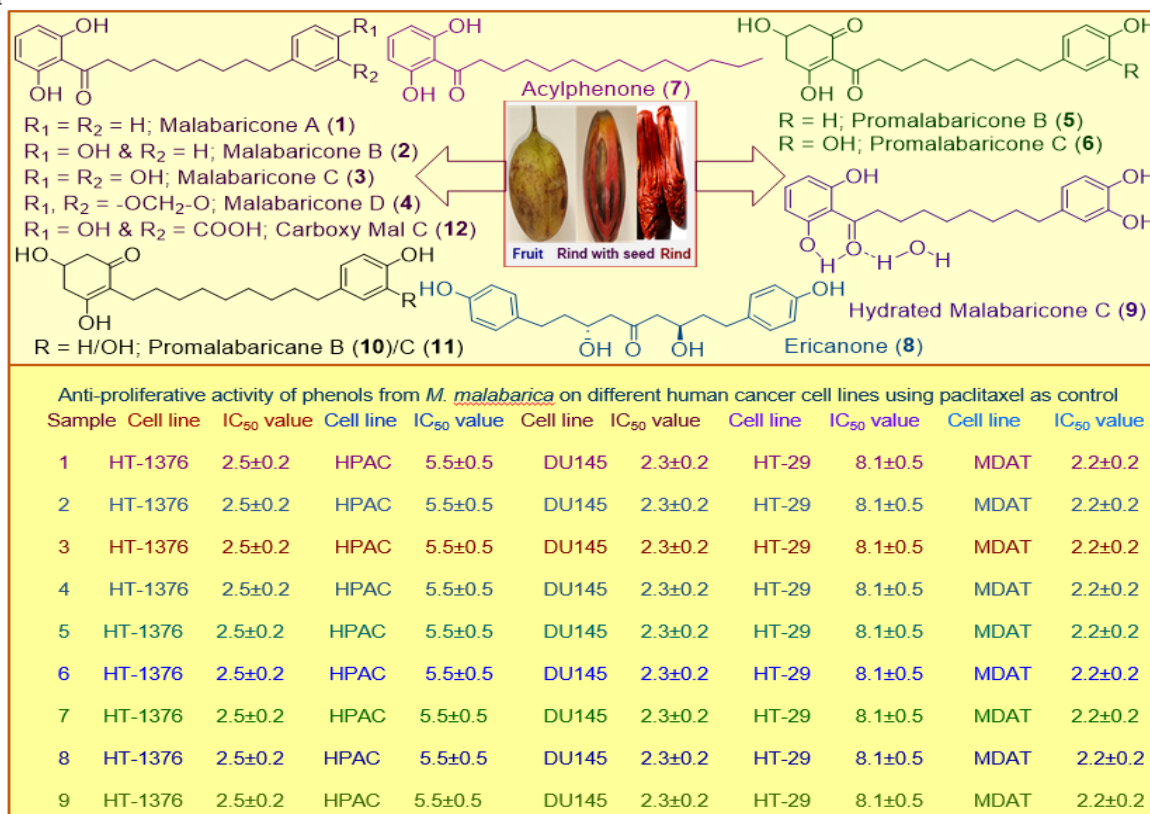 OH
OH O
R₁
R₂
R₁ = R₂ = H; Malabaricone A (1)
R₁ = OH & R₂ = H; Malabaricone B (2)
R₁ = R₂ = OH; Malabaricone C (3)
R₁, R₂ = -OCH₂-O; Malabaricone D (4)
R₁ = OH & R₂ = COOH; Carboxy Mal C (12)
OH
OH O
Acylphenone (7)
HO O OH
R
OH O
R = H; Promalabaricone B (5)
R = OH; Promalabaricone C (6)
Fruit Rind with seed Rind
OH OH
OH
O O O
H H H
Hydrated Malabaricone C (9)
HO O OH
R
OH
R = H/OH; Promalabaricane B (10)/C (11)
HO OH
OH O OH
Ericanone (8)
Anti-proliferative activity of phenols from M. malabarica on different human cancer cell lines using paclitaxel as control
Sample Cell line IC₅₀ value Cell line IC₅₀ value Cell line IC₅₀ value Cell line IC₅₀ value Cell line IC₅₀ value
1 HT-1376 2.5±0.2 HPAC 5.5±0.5 DU145 2.3±0.2 HT-29 8.1±0.5 MDAT 2.2±0.2
2 HT-1376 2.5±0.2 HPAC 5.5±0.5 DU145 2.3±0.2 HT-29 8.1±0.5 MDAT 2.2±0.2
3 HT-1376 2.5±0.2 HPAC 5.5±0.5 DU145 2.3±0.2 HT-29 8.1±0.5 MDAT 2.2±0.2
4 HT-1376 2.5±0.2 HPAC 5.5±0.5 DU145 2.3±0.2 HT-29 8.1±0.5 MDAT 2.2±0.2
5 HT-1376 2.5±0.2 HPAC 5.5±0.5 DU145 2.3±0.2 HT-29 8.1±0.5 MDAT 2.2±0.2
6 HT-1376 2.5±0.2 HPAC 5.5±0.5 DU145 2.3±0.2 HT-29 8.1±0.5 MDAT 2.2±0.2
7 HT-1376 2.5±0.2 HPAC 5.5±0.5 DU145 2.3±0.2 HT-29 8.1±0.5 MDAT 2.2±0.2
8 HT-1376 2.5±0.2 HPAC 5.5±0.5 DU145 2.3±0.2 HT-29 8.1±0.5 MDAT 2.2±0.2
9 HT-1376 2.5±0.2 HPAC 5.5±0.5 DU145 2.3±0.2 HT-29 8.1±0.5 MDAT 2.2±0.2